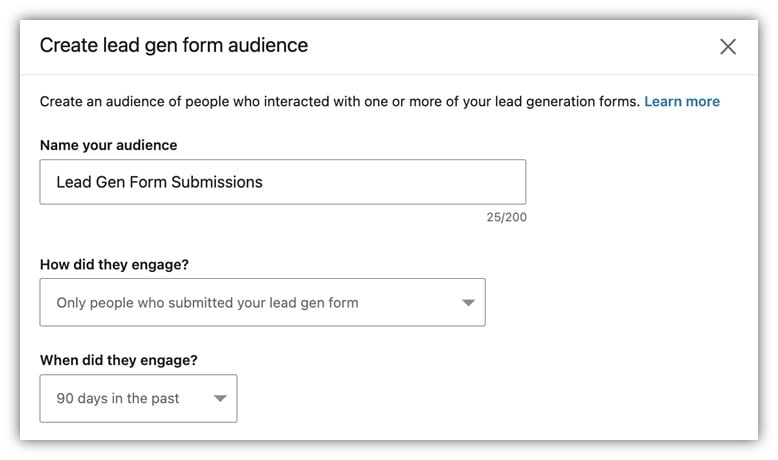 Create lead gen form audience
Create an audience of people who interacted with one or more of your lead generation forms. Learn more
Name your audience
Lead Gen Form Submissions
25/200
How did they engage?
Only people who submitted your lead gen form
When did they engage?
90 days in the past